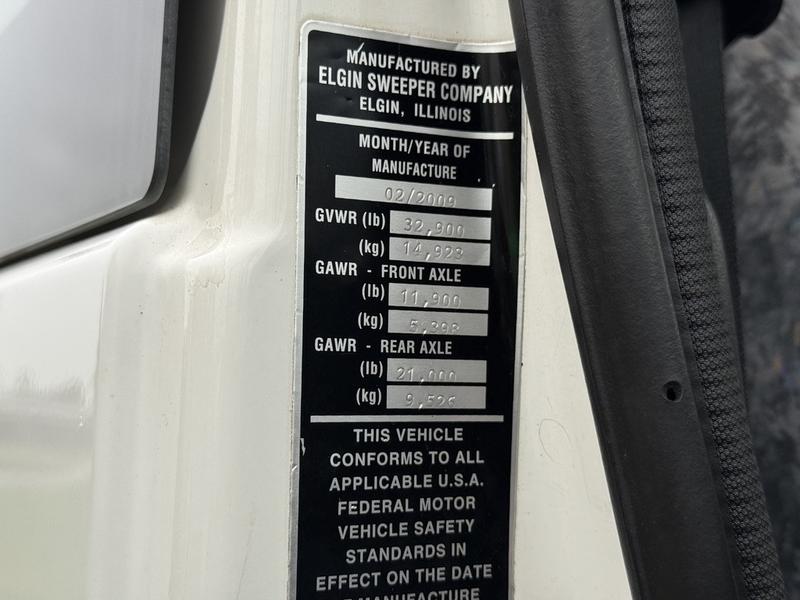 MANUFACTURED BY
ELGIN SWEEPER COMPANY
ELGIN, ILLINOIS
MONTH/YEAR OF
MANUFACTURE
02/2009
GVWR (lb) 32,900
(kg) 14,923
GAWR - FRONT AXLE
(lb) 11,900
(kg) 5,398
GAWR - REAR AXLE
(lb) 21,000
(kg) 9,526
THIS VEHICLE
CONFORMS TO ALL
APPLICABLE U.S.A.
FEDERAL MOTOR
VEHICLE SAFETY
STANDARDS IN
EFFECT ON THE DATE
MANUFACTURE